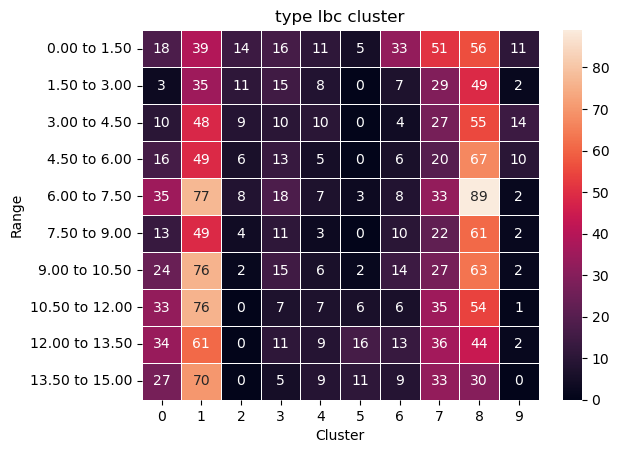 type Ibc cluster
0.00 to 1.50 18 39 14 16 11 5 33 51 56 11
1.50 to 3.00 3 35 11 15 8 0 7 29 49 2
3.00 to 4.50 10 48 9 10 10 0 4 27 55 14
4.50 to 6.00 16 49 6 13 5 0 6 20 67 10
6.00 to 7.50 35 77 8 18 7 3 8 33 89 2
7.50 to 9.00 13 49 4 11 3 0 10 22 61 2
9.00 to 10.50 24 76 2 15 6 2 14 27 63 2
10.50 to 12.00 33 76 0 7 7 6 6 35 54 1
12.00 to 13.50 34 61 0 11 9 16 13 36 44 2
13.50 to 15.00 27 70 0 5 9 11 9 33 30 0
0 1 2 3 4 5 6 7 8 9
Cluster
Range
80
70
60
50
40
30
20
10
0